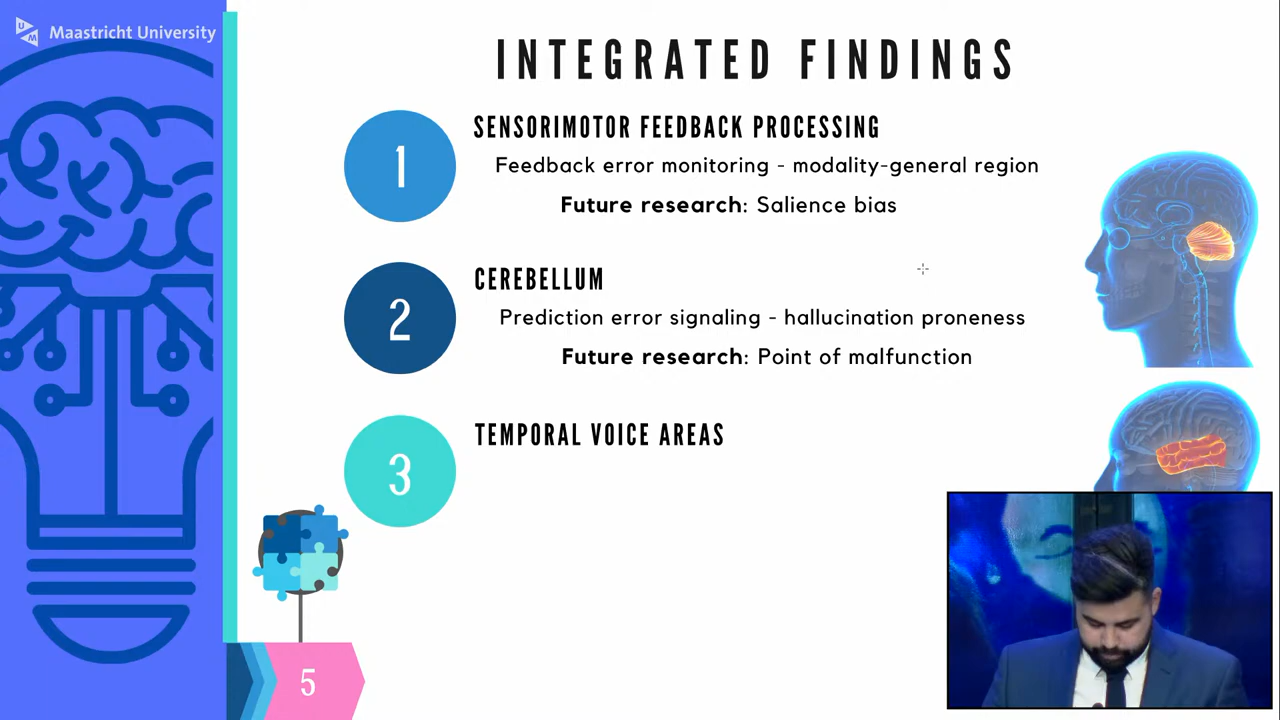 UM
Maastricht University
INTEGRATED FINDINGS
1
SENSORIMOTOR FEEDBACK PROCESSING
Feedback error monitoring - modality-general region
Future research: Salience bias
2
CEREBELLUM
Prediction error signaling - hallucination proneness
Future research: Point of malfunction
3
TEMPORAL VOICE AREAS
5